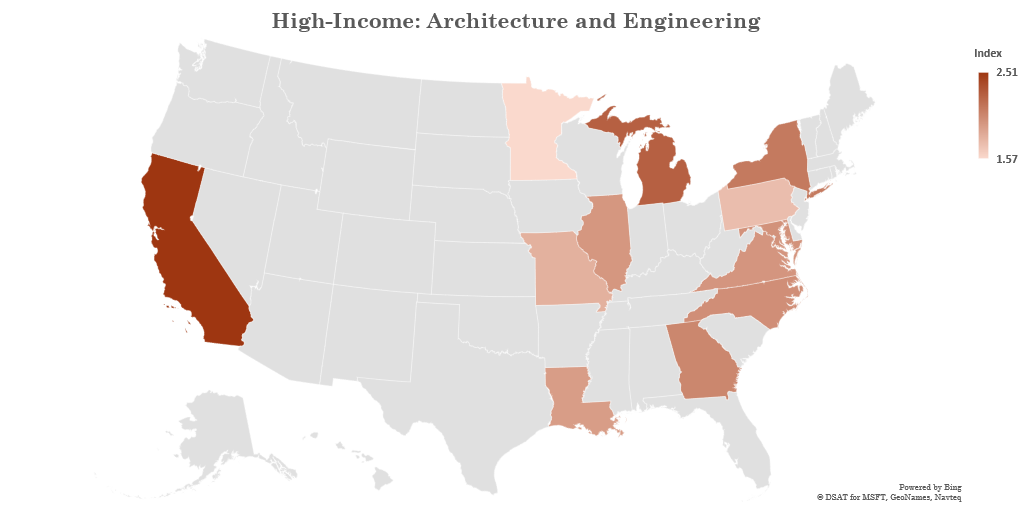 High-Income: Architecture and Engineering
Index
2.51
1.57
Powered by Bing
© DSAT for MSFT, GeoNames, Navteq